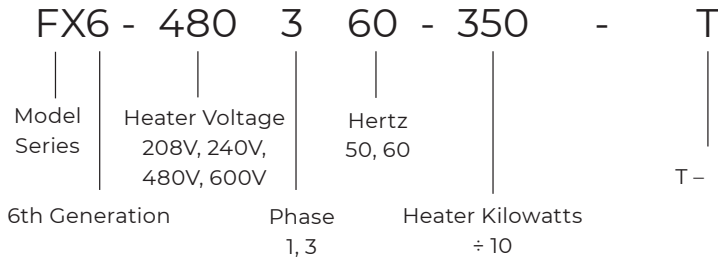 FX6 - 480 3 60 - 350 - T
Model
Series
Heater Voltage
208V, 240V,
480V, 600V
Hertz
50, 60
T –
6th Generation
Phase
1, 3
Heater Kilowatts
÷ 10